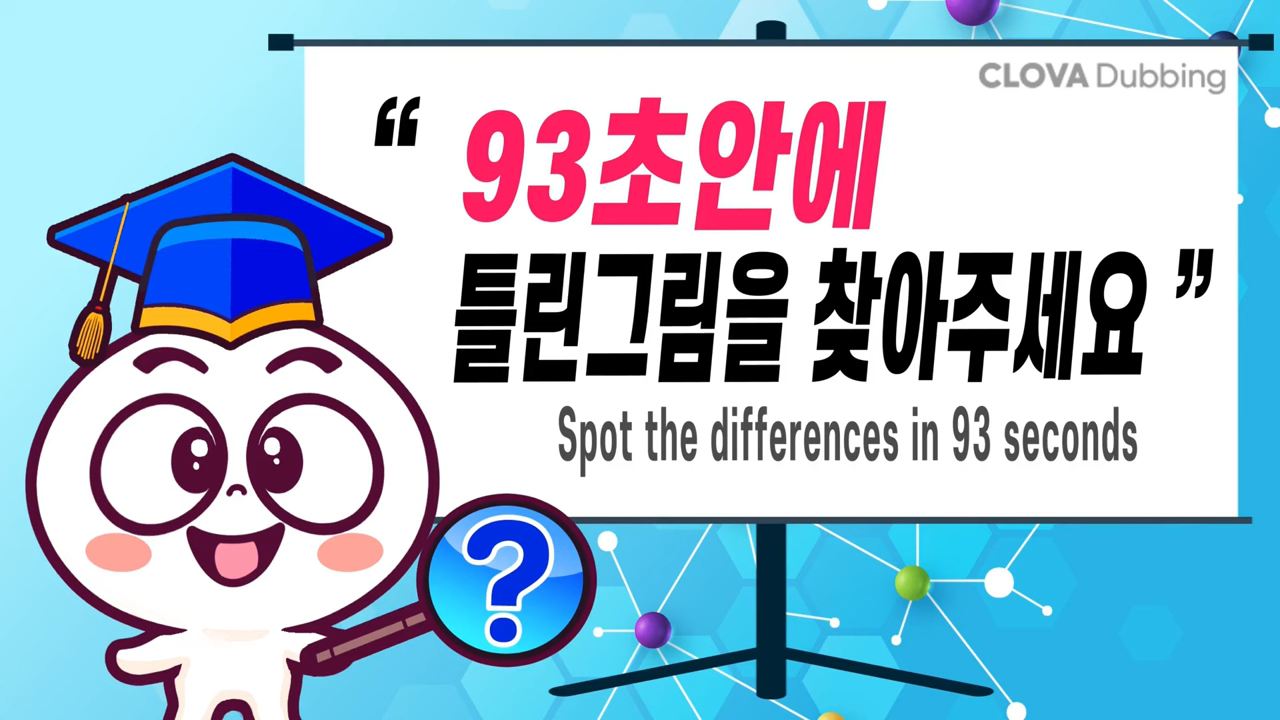 CLOVA Dubbing
“ 93초안에
틀린그림을 찾아주세요 ”
Spot the differences in 93 seconds
?